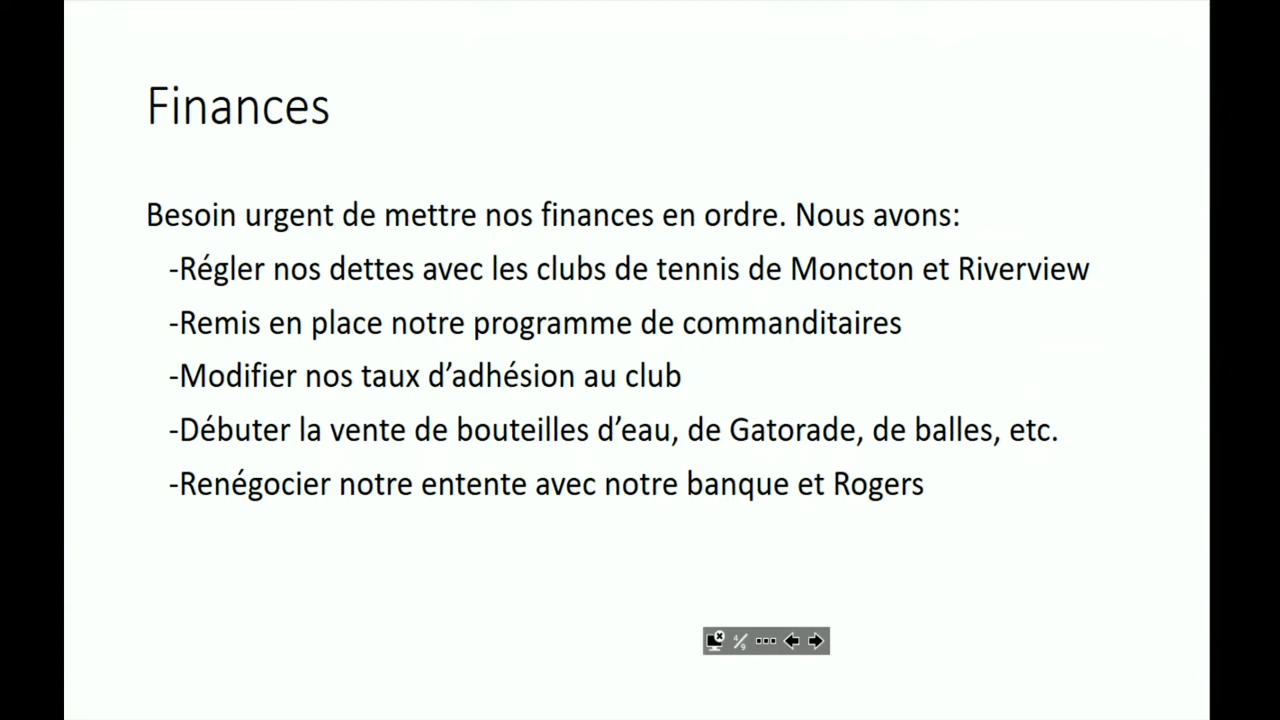 Finances
Besoin urgent de mettre nos finances en ordre. Nous avons:
-Régler nos dettes avec les clubs de tennis de Moncton et Riverview
-Remis en place notre programme de commanditaires
-Modifier nos taux d’adhésion au club
-Débuter la vente de bouteilles d’eau, de Gatorade, de balles, etc.
-Renégocier notre entente avec notre banque et Rogers
4/9